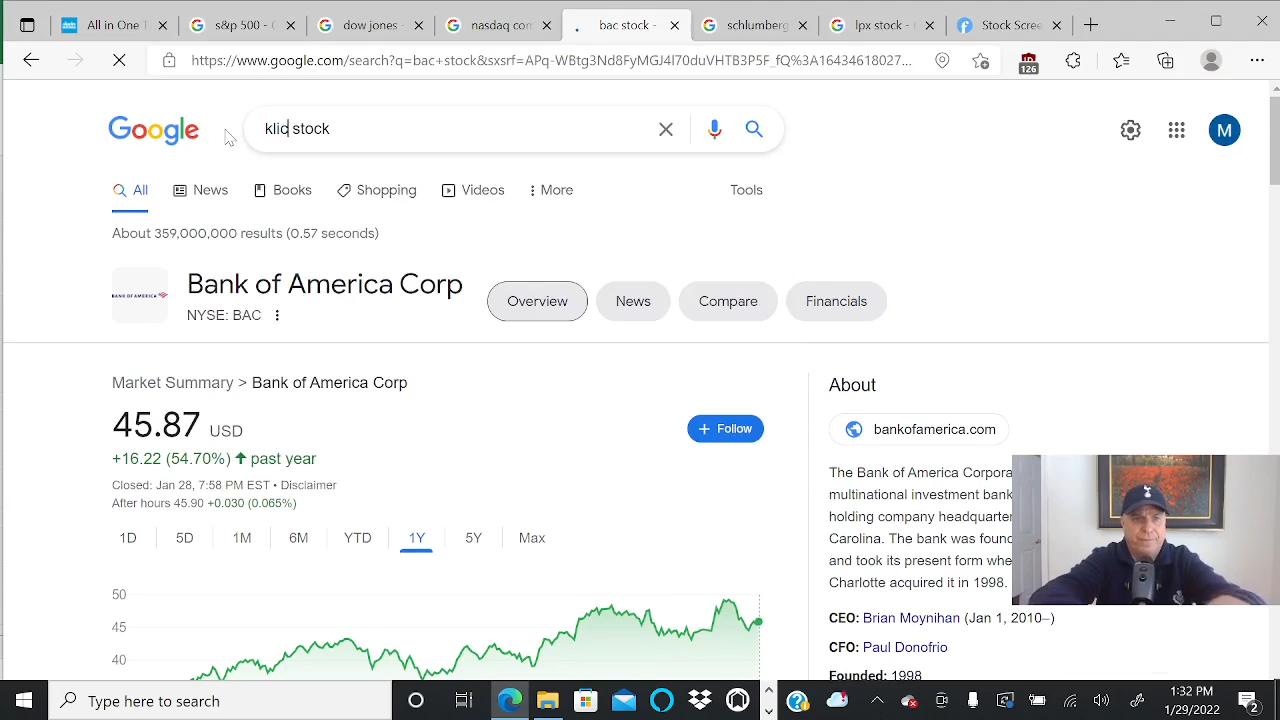 All in One
s&p 500 - G
dow jones -
bac stock -
schlumberg
lpx stock -
Stock Scree
https://www.google.com/search?q=bac+stock&sxsrf=APq-WBtg3Nd8FyMGJ4l70duVHTB3P5F_fQ%3A16434618027...
126
Google
klic stock
M
All
News
Books
Shopping
Videos
More
Tools
About 359,000,000 results (0.57 seconds)
BANK OF AMERICA
Bank of America Corp
NYSE: BAC
Overview
News
Compare
Financials
Market Summary > Bank of America Corp
45.87 USD
+ Follow
+16.22 (54.70%) ↑ past year
Closed: Jan 28, 7:58 PM EST • Disclaimer
After hours 45.90 +0.030 (0.065%)
1D
5D
1M
6M
YTD
1Y
5Y
Max
50
45
40
About
bankofamerica.com
The Bank of America Corpora
multinational investment bank
holding company headquarter
Carolina. The bank was found
and took its present form whe
Charlotte acquired it in 1998.
CEO: Brian Moynihan (Jan 1, 2010–)
CFO: Paul Donofrio
Founded: 1998
Type here to search
1:32 PM
1/29/2022
2